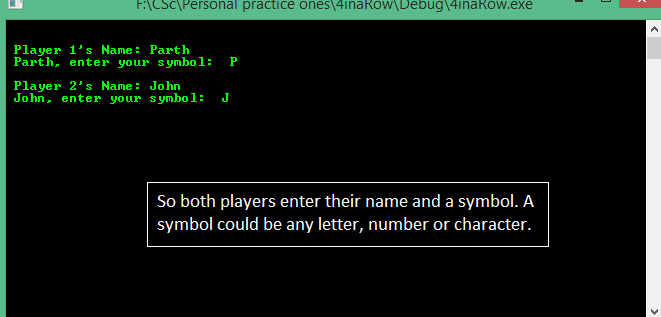 F:\CSc\Personal practice ones\4inaRow\Debug\4inaRow.exe
Player 1's Name: Parth
Parth, enter your symbol:  P
Player 2's Name: John
John, enter your symbol:  J
So both players enter their name and a symbol. A
symbol could be any letter, number or character.